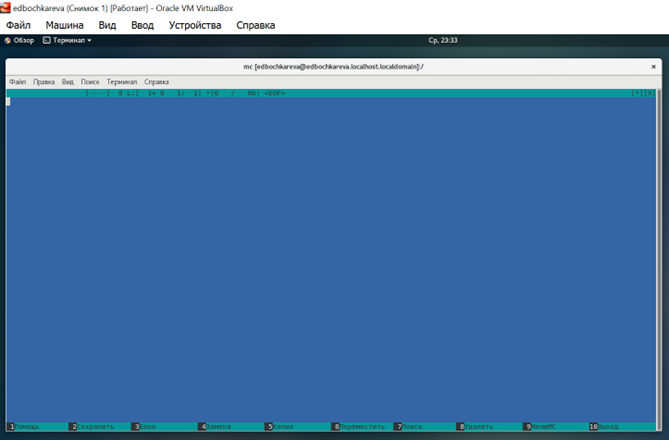 edbochkareva (Снимок 1) [Работает] - Oracle VM VirtualBox
Файл Машина Вид Ввод Устройства Справка
Обзор Терминал Ср, 23:33
mc [edbochkareva@edbochkareva.localhost.localdomain]:/
Файл Правка Вид Поиск Терминал Справка
[----] 0 L:[ 1+ 0 1/ 1] *(0 / 0b) <EOF> [*][X]
1Помощь 2Сохранить 3Блок 4Замена 5Копия 6Переместить 7Поиск 8Удалить 9МенюMC 10Выход